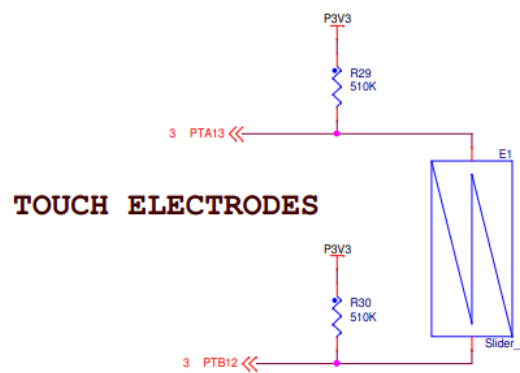 P3V3
R29
510K
3 PTA13
E1
TOUCH ELECTRODES
P3V3
R30
510K
Slider_
3 PTB12